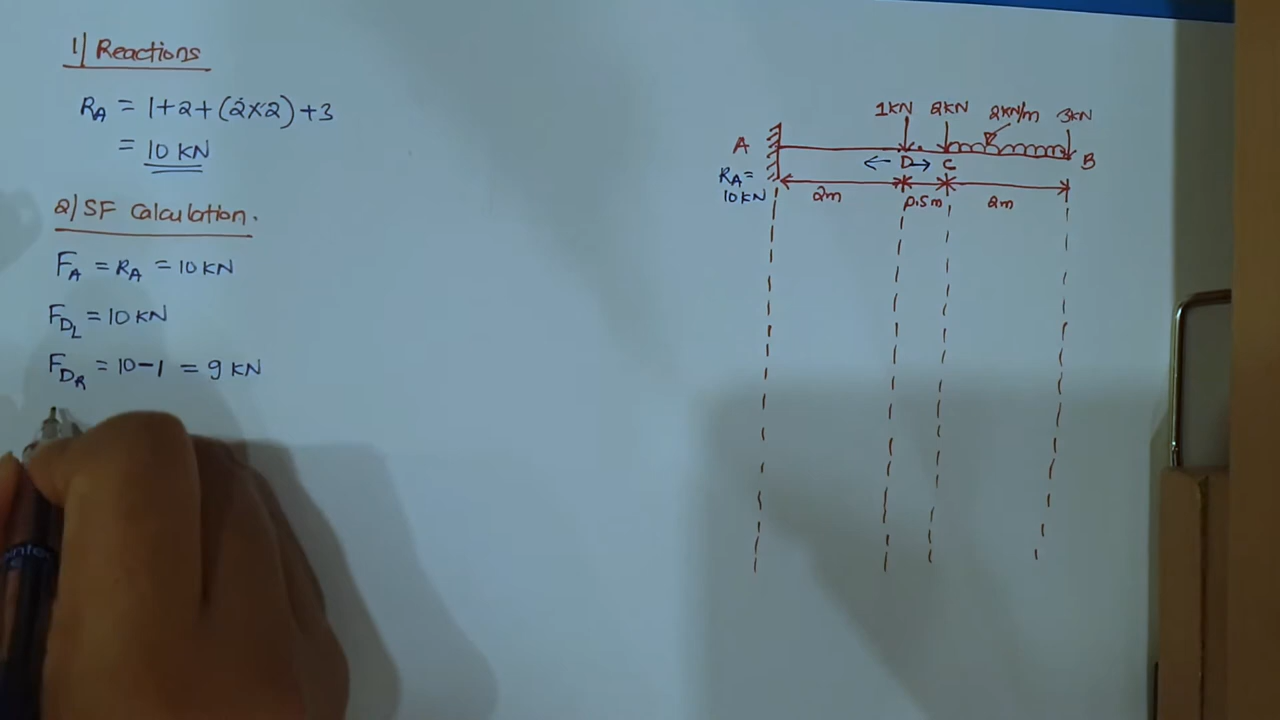 1) Reactions
RA = 1+2+(2×2)+3
= 10 KN
2) SF Calculation.
FA = RA = 10 KN
FDL = 10 KN
FDR = 10-1 = 9 KN
1KN 2KN 2KN/m 3KN
A D C B
RA = 10KN
2m 0.5m 2m